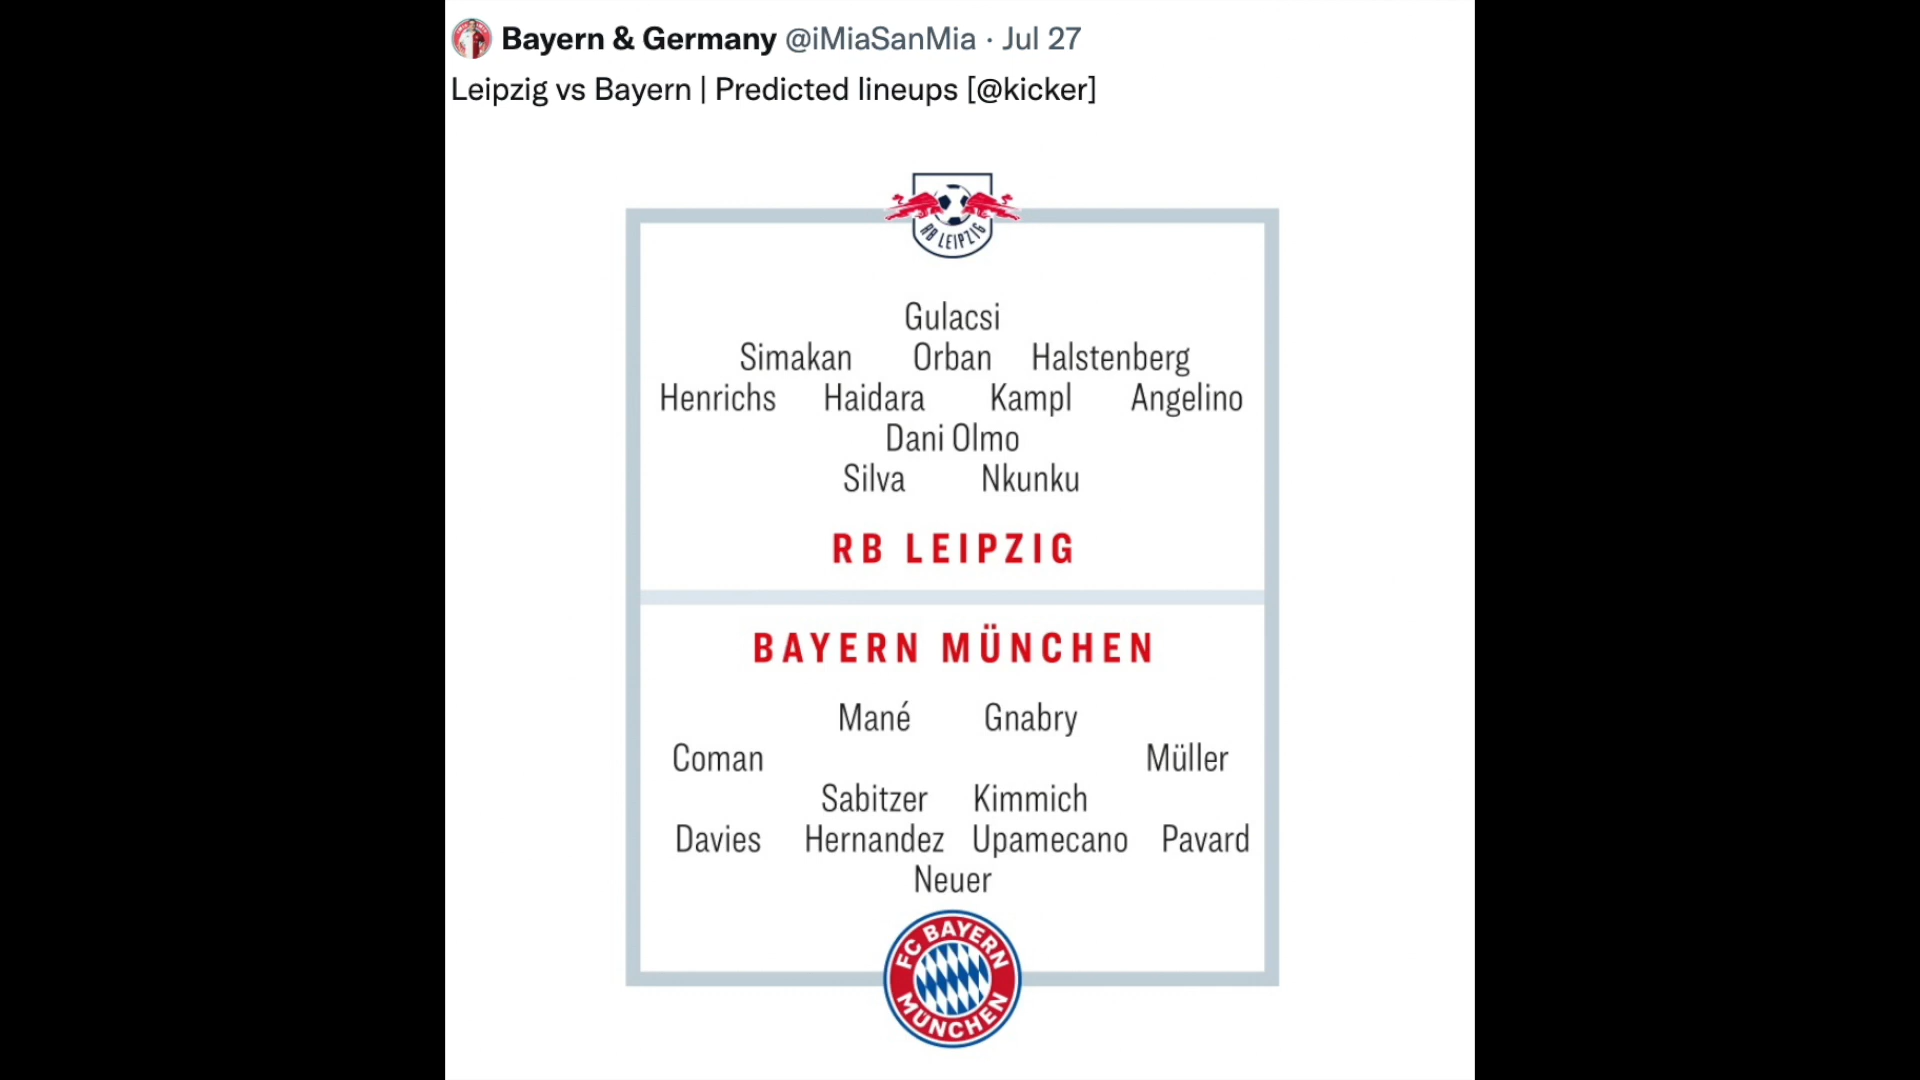 Bayern & Germany @iMiaSanMia · Jul 27
Leipzig vs Bayern | Predicted lineups [@kicker]
RB LEIPZIG
Gulacsi
Simakan Orban Halstenberg
Henrichs Haidara Kampl Angelino
Dani Olmo
Silva Nkunku
RB LEIPZIG
BAYERN MÜNCHEN
Mané Gnabry
Coman Müller
Sabitzer Kimmich
Davies Hernandez Upamecano Pavard
Neuer
FC BAYERN
MÜNCHEN